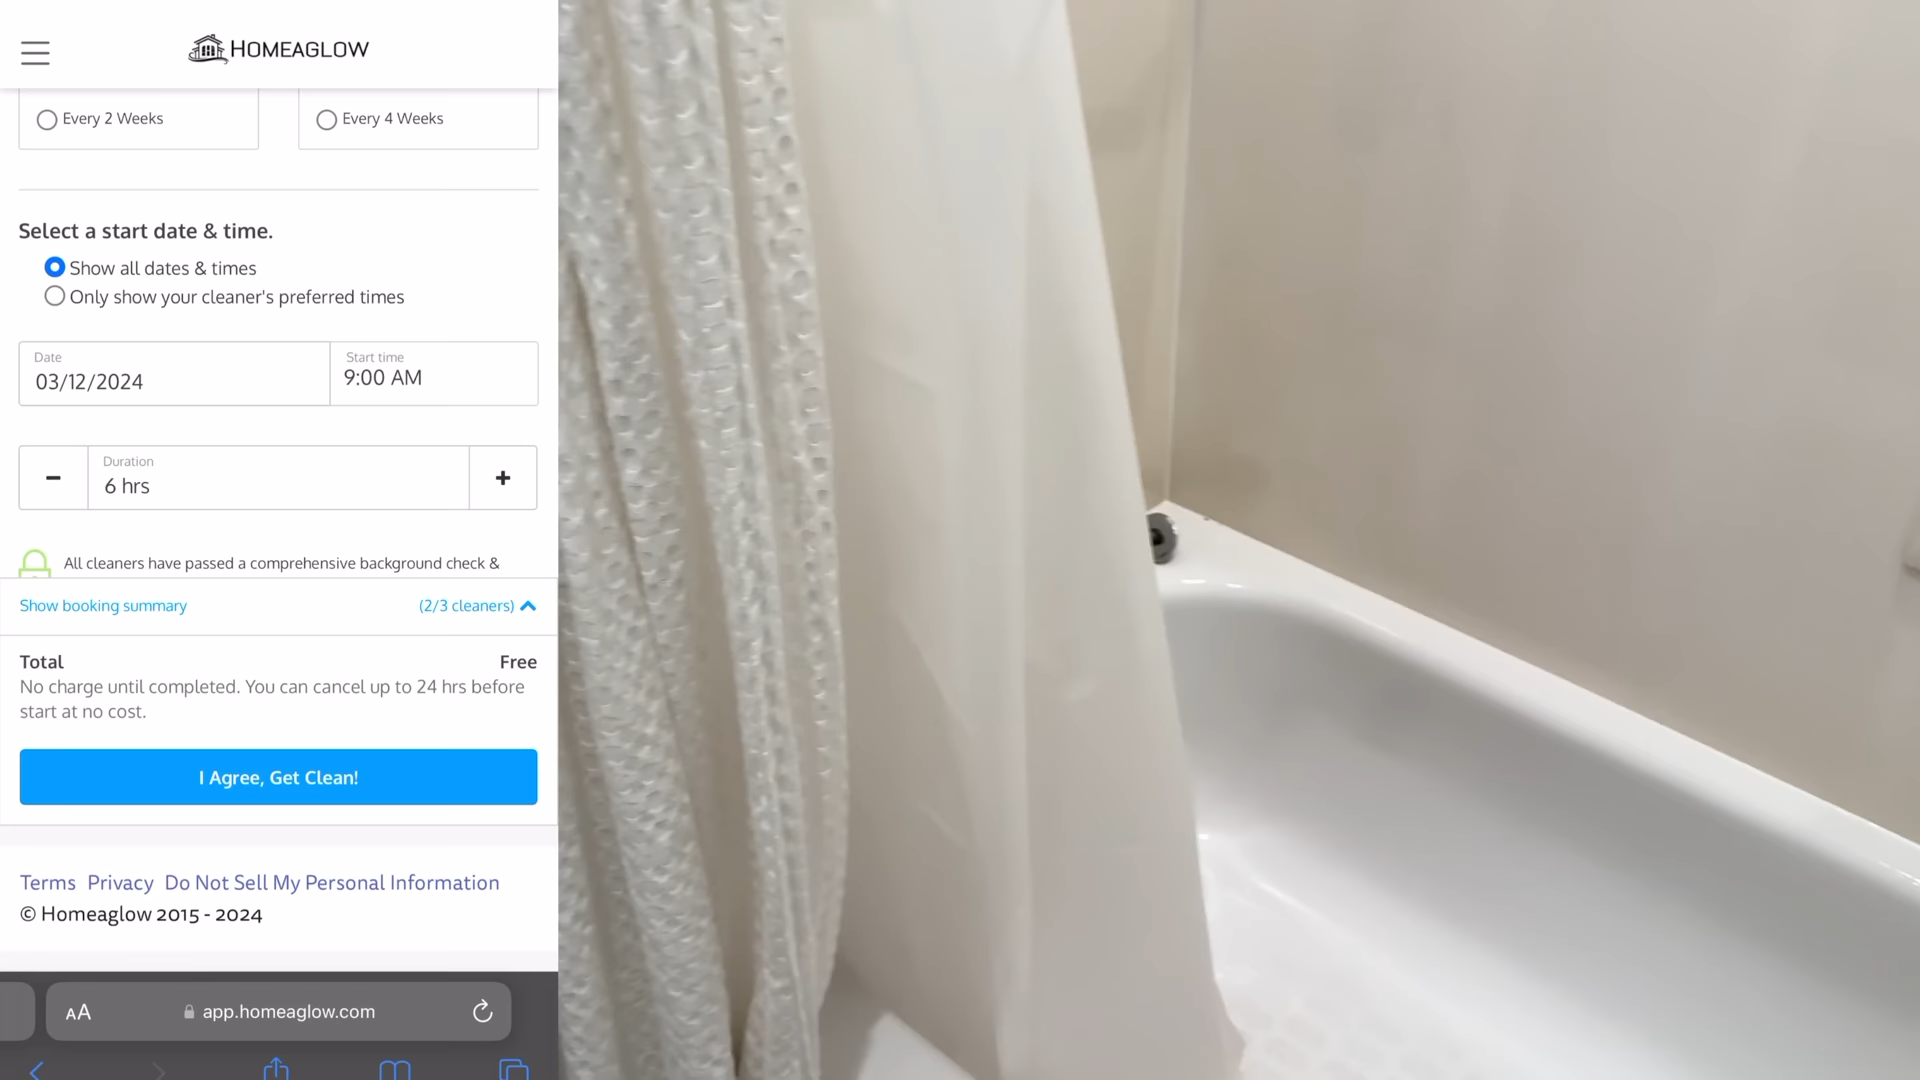 HOMEAGLOW
Every 2 Weeks
Every 4 Weeks
Select a start date & time.
Show all dates & times
Only show your cleaner's preferred times
Date
03/12/2024
Start time
9:00 AM
Duration
- 6 hrs +
All cleaners have passed a comprehensive background check &
Show booking summary (2/3 cleaners)
Total Free
No charge until completed. You can cancel up to 24 hrs before
start at no cost.
I Agree, Get Clean!
Terms Privacy Do Not Sell My Personal Information
© Homeaglow 2015 - 2024
AA app.homeaglow.com